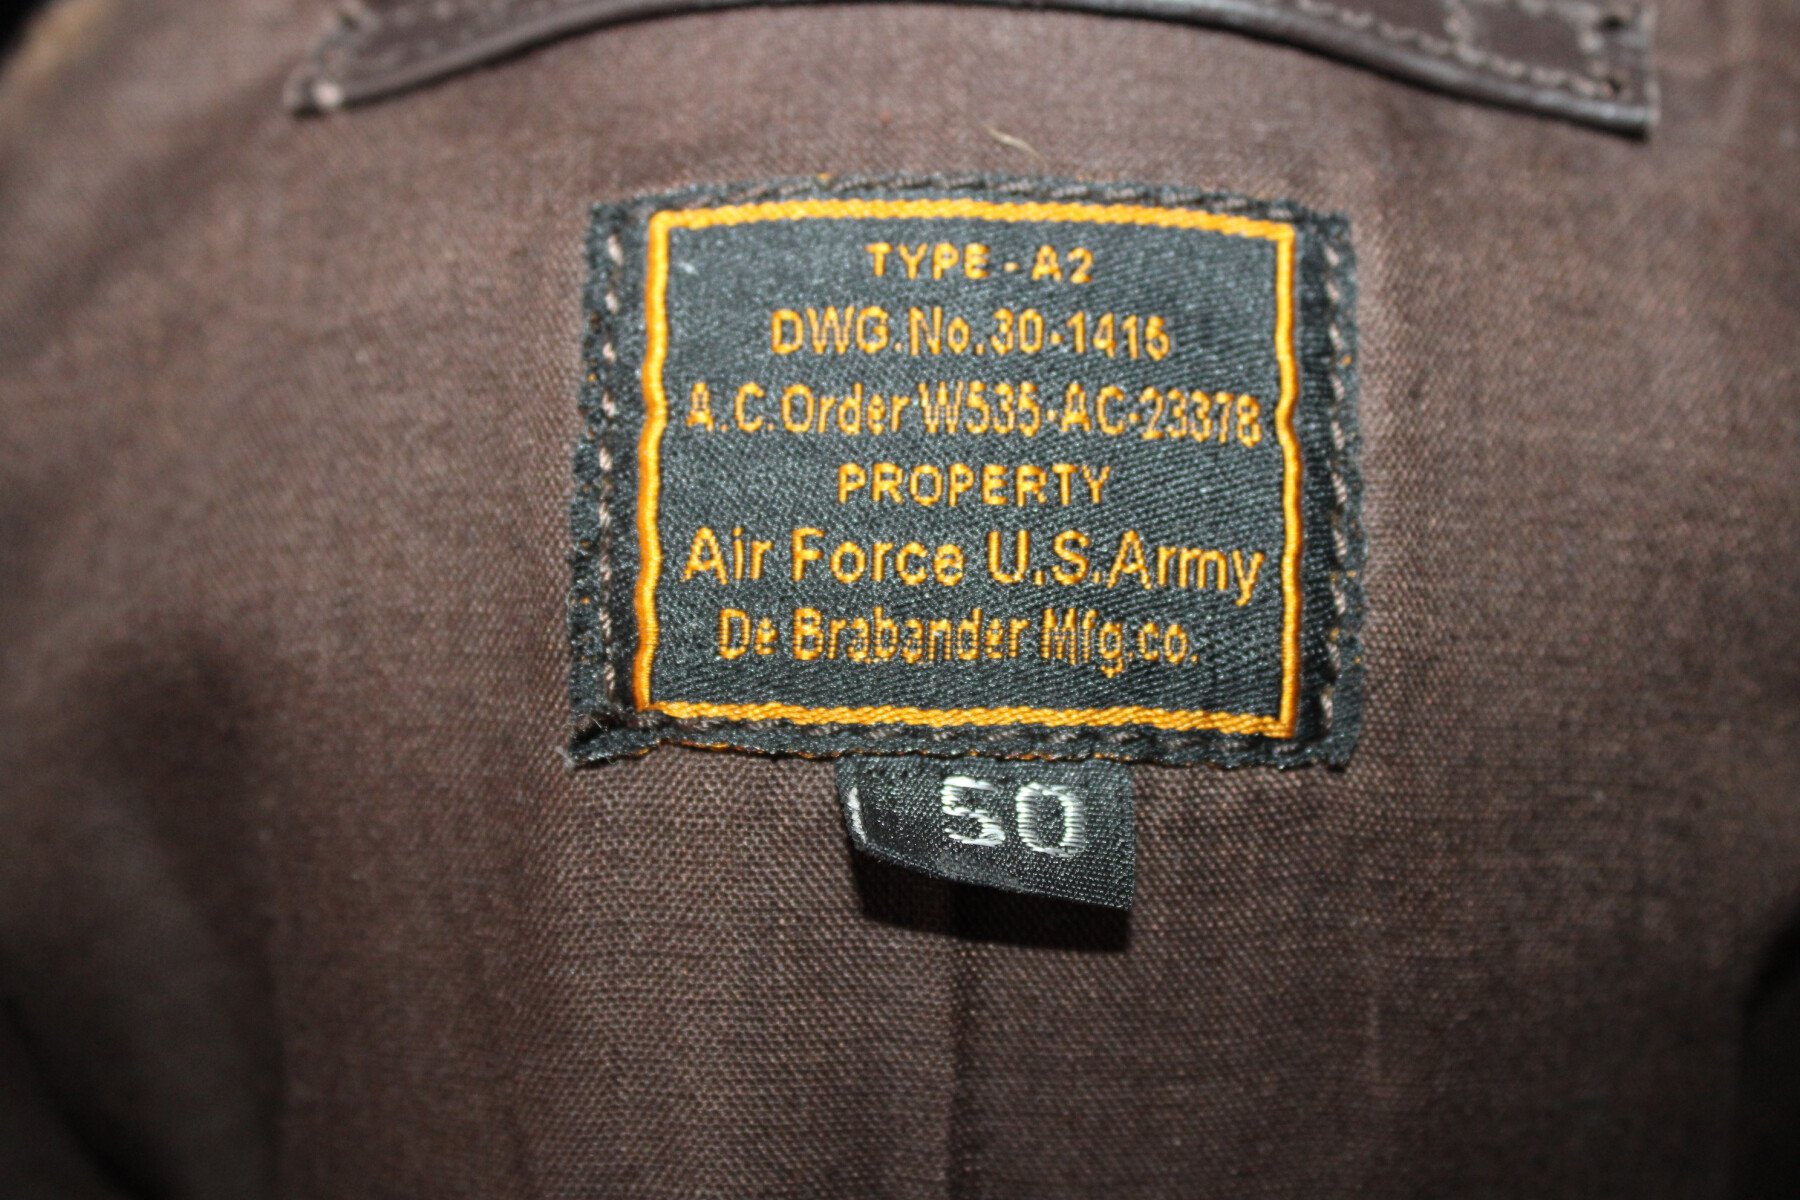 TYPE - A2
DWG.No.30-1415
A.C.Order W535-AC-23378
PROPERTY
Air Force U.S.Army
De Brabander Mfg.co.
50